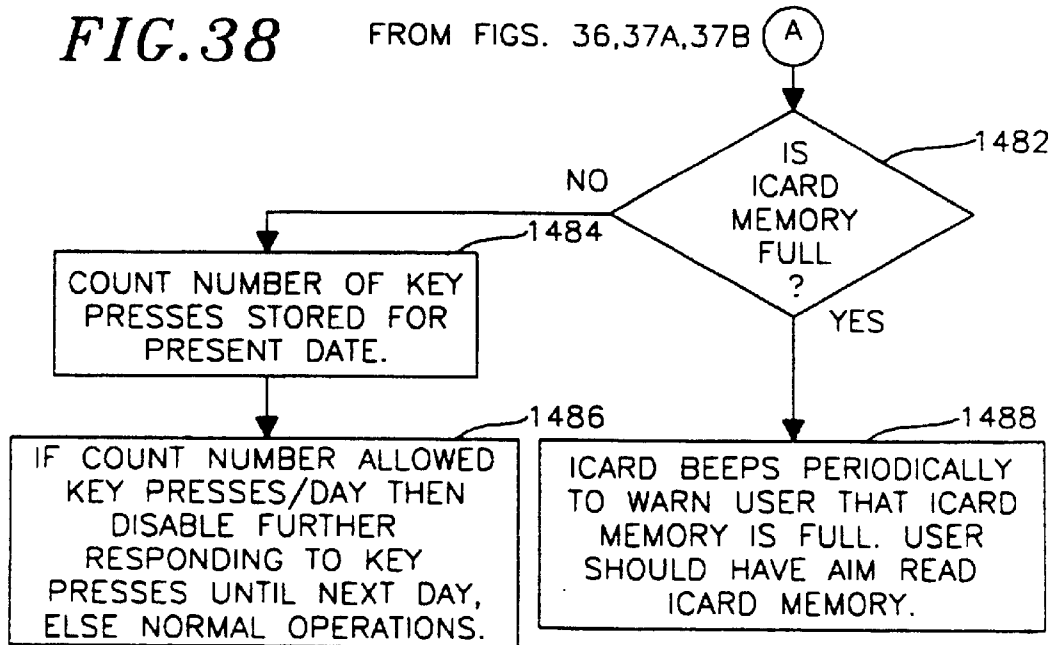 FIG.38
FROM FIGS. 36,37A,37B
A
1482
IS
ICARD
MEMORY
FULL
?
NO
YES
1484
COUNT NUMBER OF KEY
PRESSES STORED FOR
PRESENT DATE.
1486
IF COUNT NUMBER ALLOWED
KEY PRESSES/DAY THEN
DISABLE FURTHER
RESPONDING TO KEY
PRESSES UNTIL NEXT DAY,
ELSE NORMAL OPERATIONS.
1488
ICARD BEEPS PERIODICALLY
TO WARN USER THAT ICARD
MEMORY IS FULL. USER
SHOULD HAVE AIM READ
ICARD MEMORY.